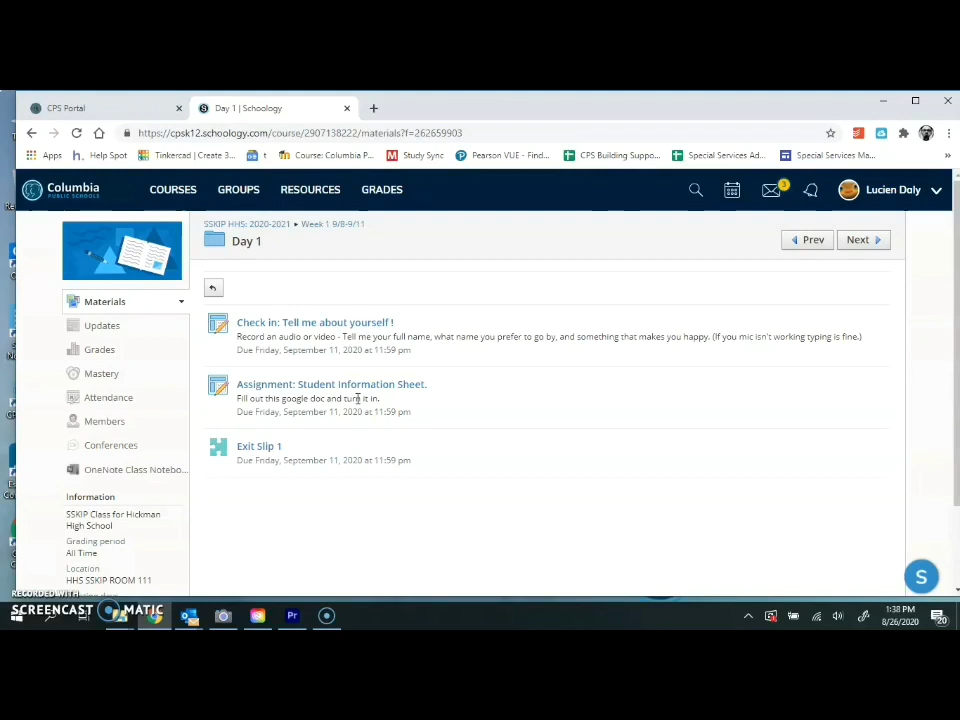 CPS Portal
Day 1 | Schoology
https://cpsk12.schoology.com/course/2907138222/materials?f=262659903
Apps
Help Spot
Tinkercad | Create 3...
t
Course: Columbia P...
Study Sync
Pearson VUE - Find...
CPS Building Suppo...
Special Services Ad...
Special Services Ma...
Columbia
PUBLIC SCHOOLS
COURSES
GROUPS
RESOURCES
GRADES
3
Lucien Doly
SSKIP HHS: 2020-2021 ▸ Week 1 9/8-9/11
Day 1
Prev
Next
Materials
Updates
Grades
Mastery
Attendance
Members
Conferences
OneNote Class Notebo...
Information
SSKIP Class for Hickman
High School
Grading period
All Time
Location
HHS SSKIP ROOM 111
Check in: Tell me about yourself !
Record an audio or video - Tell me your full name, what name you prefer to go by, and something that makes you happy. (If you mic isn't working typing is fine.)
Due Friday, September 11, 2020 at 11:59 pm
Assignment: Student Information Sheet.
Fill out this google doc and turn it in.
Due Friday, September 11, 2020 at 11:59 pm
Exit Slip 1
Due Friday, September 11, 2020 at 11:59 pm
S
RECORDED WITH
SCREENCAST MATIC
Pr
1:38 PM
8/26/2020
20